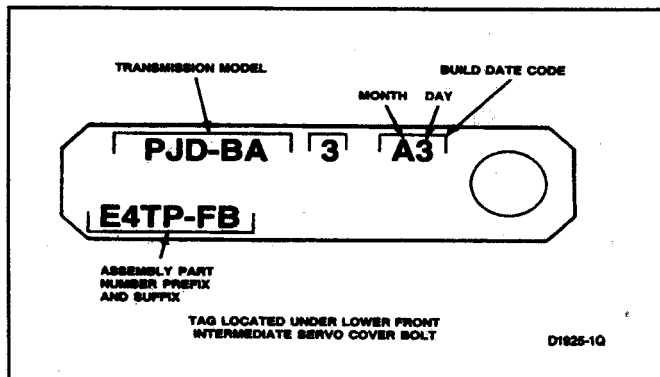 TRANSMISSION MODEL
BUILD DATE CODE
MONTH DAY
PJD-BA 3 A3
E4TP-FB
ASSEMBLY PART
NUMBER PREFIX
AND SUFFIX
TAG LOCATED UNDER LOWER FRONT
INTERMEDIATE SERVO COVER BOLT
D1925-1Q